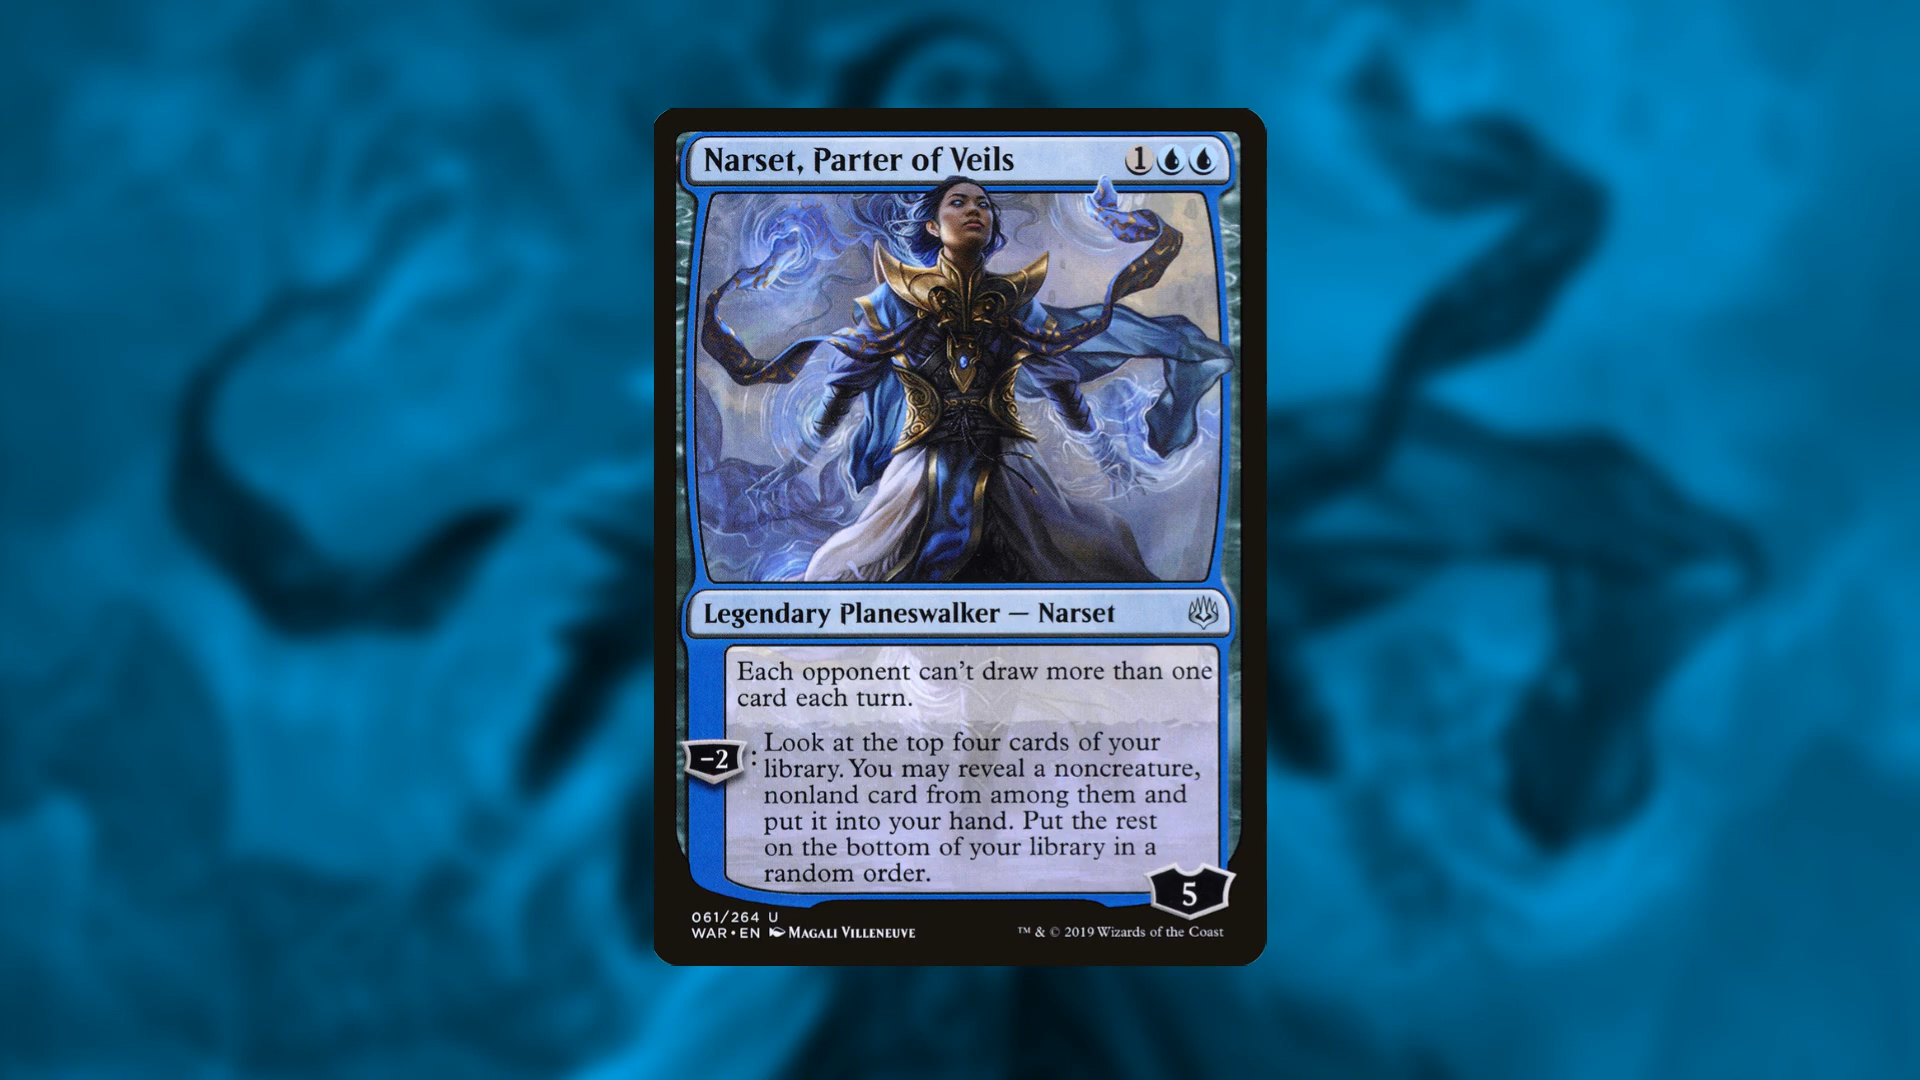 Narset, Parter of Veils 1
Legendary Planeswalker — Narset
Each opponent can't draw more than one
card each turn.
-2: Look at the top four cards of your
library. You may reveal a noncreature,
nonland card from among them and
put it into your hand. Put the rest
on the bottom of your library in a
random order.
5
061/264 U
WAR • EN MAGALI VILLENEUVE
™ & © 2019 Wizards of the Coast